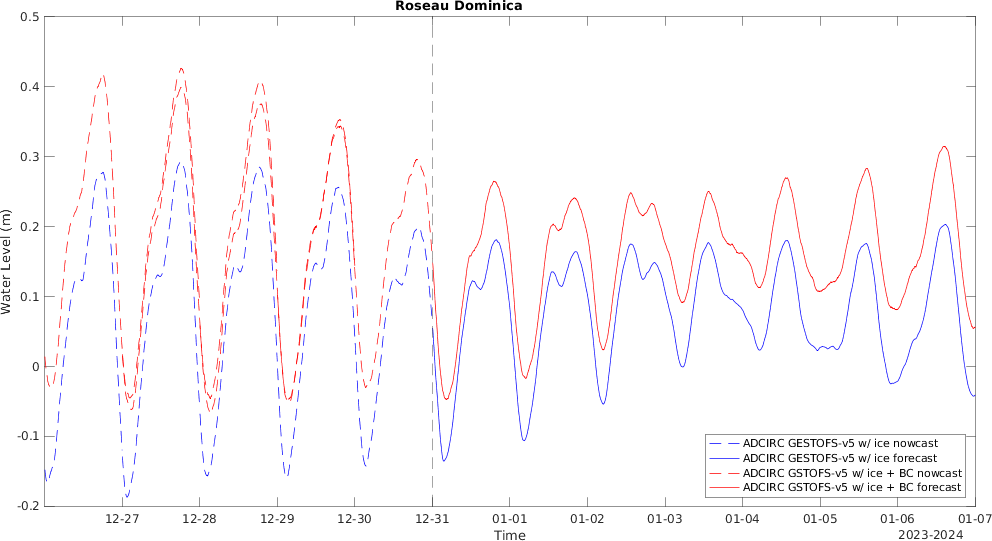 Roseau Dominica
0.5
0.4
0.3
0.2
0.1
0
-0.1
-0.2
Water Level (m)
12-27 12-28 12-29 12-30 12-31 01-01 01-02 01-03 01-04 01-05 01-06 01-07
Time
2023-2024
ADCIRC GESTOFS-v5 w/ ice nowcast
ADCIRC GESTOFS-v5 w/ ice forecast
ADCIRC GSTOFS-v5 w/ ice + BC nowcast
ADCIRC GSTOFS-v5 w/ ice + BC forecast